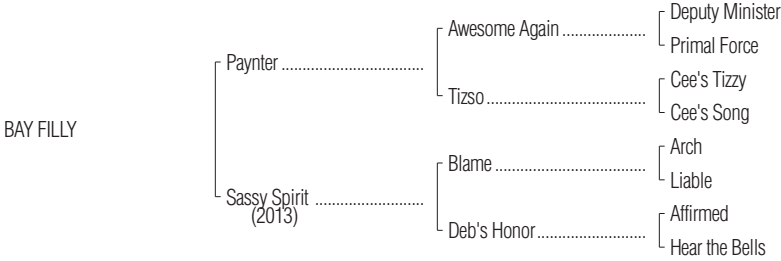 Deputy Minister
Awesome Again ....................
Primal Force
Paynter .................................
Cee's Tizzy
Tizso .....................................
Cee's Song
BAY FILLY
Arch
Blame ...................................
Liable
Sassy Spirit .........................
(2013)
Affirmed
Deb's Honor .........................
Hear the Bells